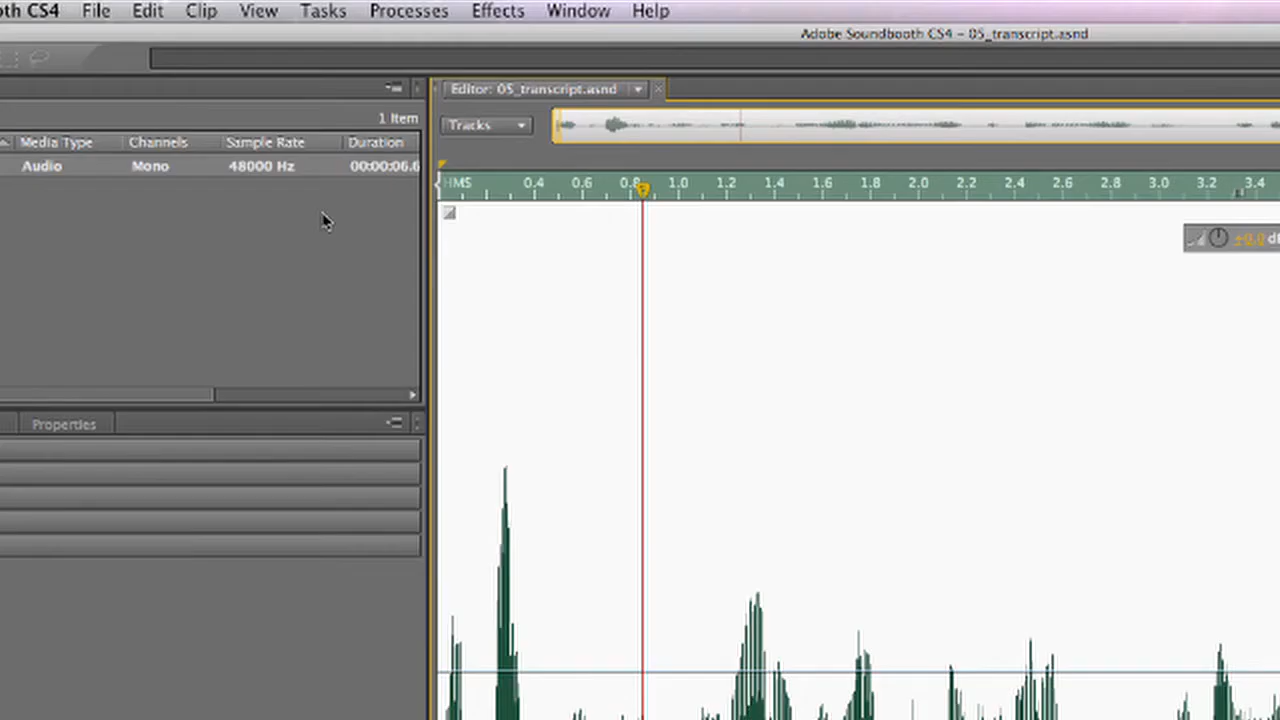 oth CS4 File Edit Clip View Tasks Processes Effects Window Help
Adobe Soundbooth CS4 - 05_transcript.asnd
Editor: 05_transcript.asnd
1 Item
Tracks
Media Type Channels Sample Rate Duration
Audio Mono 48000 Hz 00:00:06.6
HMS 0.4 0.6 0.8 1.0 1.2 1.4 1.6 1.8 2.0 2.2 2.4 2.6 2.8 3.0 3.2 3.4
±0.0 dB
Properties